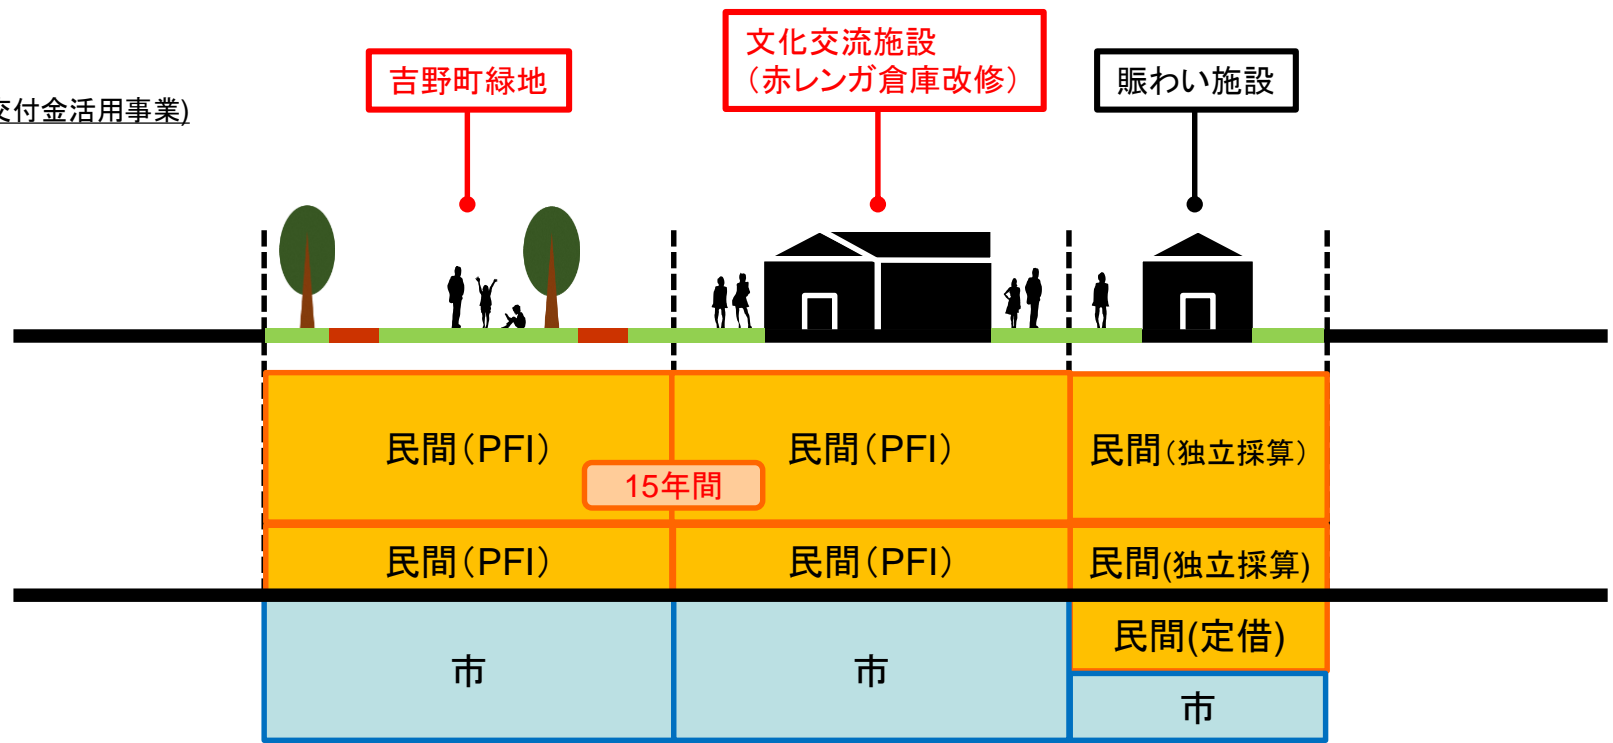 文化交流施設
（赤レンガ倉庫改修）
吉野町緑地
賑わい施設
交付金活用事業)
民間（PFI）
民間（PFI）
民間（独立採算）
15年間
民間（PFI）
民間（PFI）
民間(独立採算)
民間(定借)
市
市
市